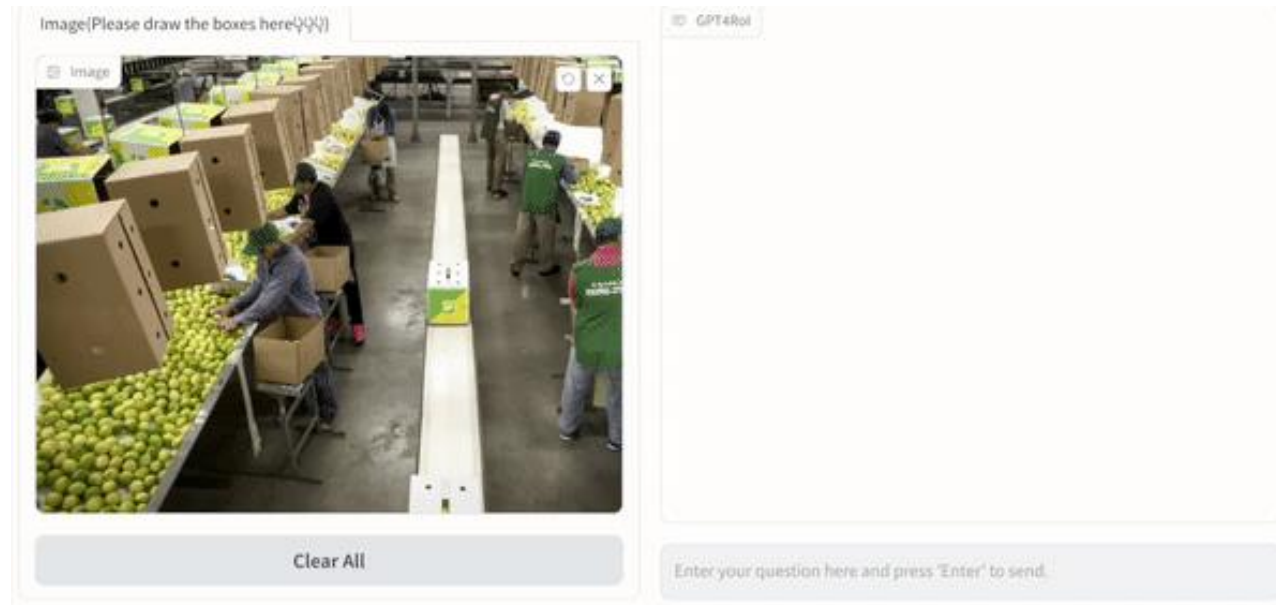 Image(Please draw the boxes here👇👇👇)
Image
Clear All
GPT4RoI
Enter your question here and press 'Enter' to send.